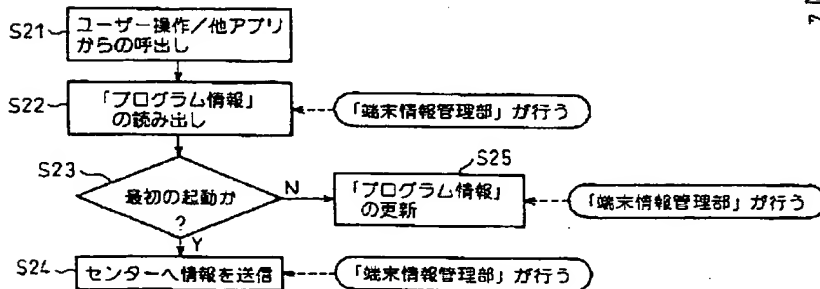 S21
ユーザー操作/他アプリ
からの呼出し
S22
「プログラム情報」
の読み出し
「端末情報管理部」が行う
S23
最初の起動か
?
N
Y
S25
「プログラム情報」
の更新
「端末情報管理部」が行う
S24
センターへ情報を送信
「端末情報管理部」が行う